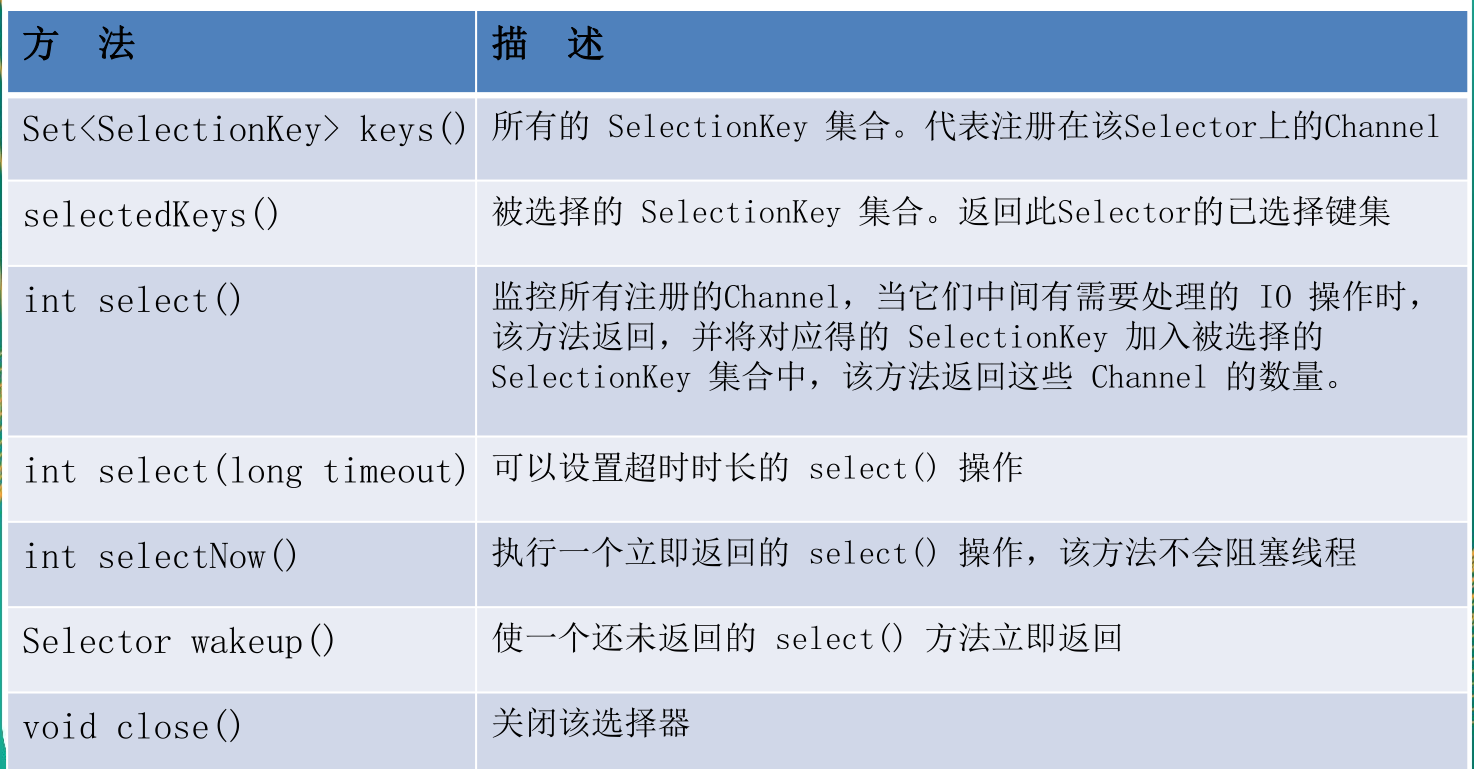 方 法 描 述
Set<SelectionKey> keys() 所有的 SelectionKey 集合。代表注册在该Selector上的Channel
selectedKeys() 被选择的 SelectionKey 集合。返回此Selector的已选择键集
int select() 监控所有注册的Channel，当它们中间有需要处理的 IO 操作时，
该方法返回，并将对应得的 SelectionKey 加入被选择的
SelectionKey 集合中，该方法返回这些 Channel 的数量。
int select(long timeout) 可以设置超时时长的 select() 操作
int selectNow() 执行一个立即返回的 select() 操作，该方法不会阻塞线程
Selector wakeup() 使一个还未返回的 select() 方法立即返回
void close() 关闭该选择器